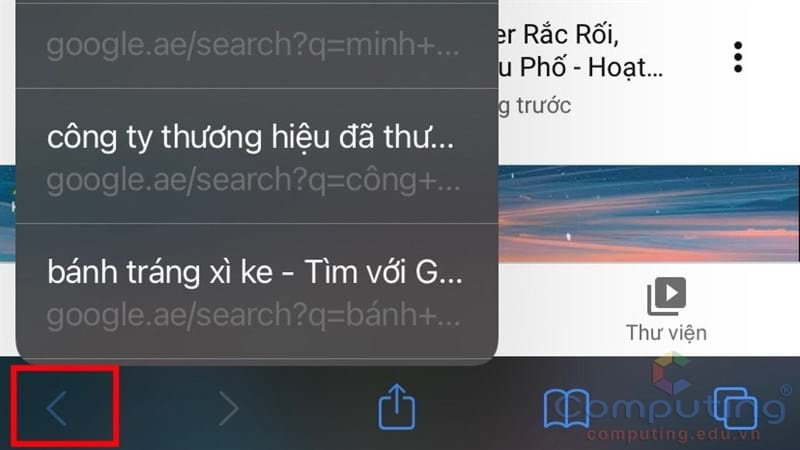 google.ae/search?q=minh+...
er Rắc Rối,
u Phố - Hoạt...
g trước
công ty thương hiệu đã thư...
google.ae/search?q=công+...
bánh tráng xì ke - Tìm với G...
google.ae/search?q=bánh+...
Thư viện
Computing®
computing.edu.vn